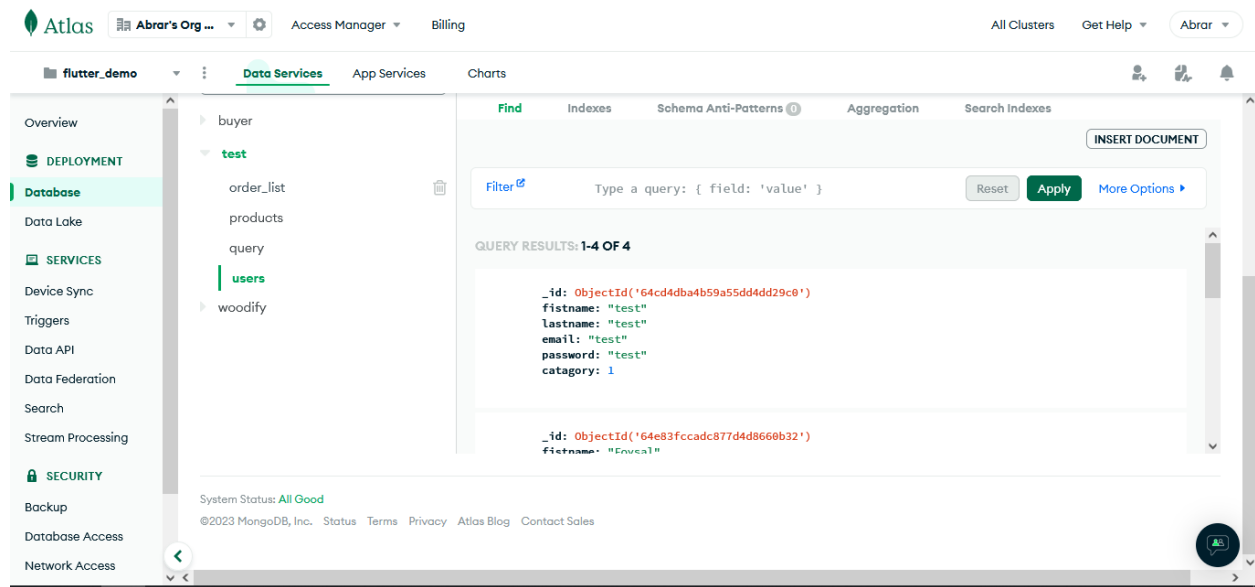 Atlas Abrar's Org ... Access Manager Billing All Clusters Get Help Abrar
flutter_demo Data Services App Services Charts
Overview
DEPLOYMENT
Database
Data Lake
SERVICES
Device Sync
Triggers
Data API
Data Federation
Search
Stream Processing
SECURITY
Backup
Database Access
Network Access
buyer
test
order_list
products
query
users
woodify
Find Indexes Schema Anti-Patterns 0 Aggregation Search Indexes
INSERT DOCUMENT
Filter Type a query: { field: 'value' } Reset Apply More Options
QUERY RESULTS: 1-4 OF 4
_id: ObjectId('64cd4dba4b59a55dd4dd29c0')
fistname: "test"
lastname: "test"
email: "test"
password: "test"
catagory: 1
_id: ObjectId('64e83fccadc877d4d8660b32')
fistname: "Foysal"
System Status: All Good
©2023 MongoDB, Inc. Status Terms Privacy Atlas Blog Contact Sales